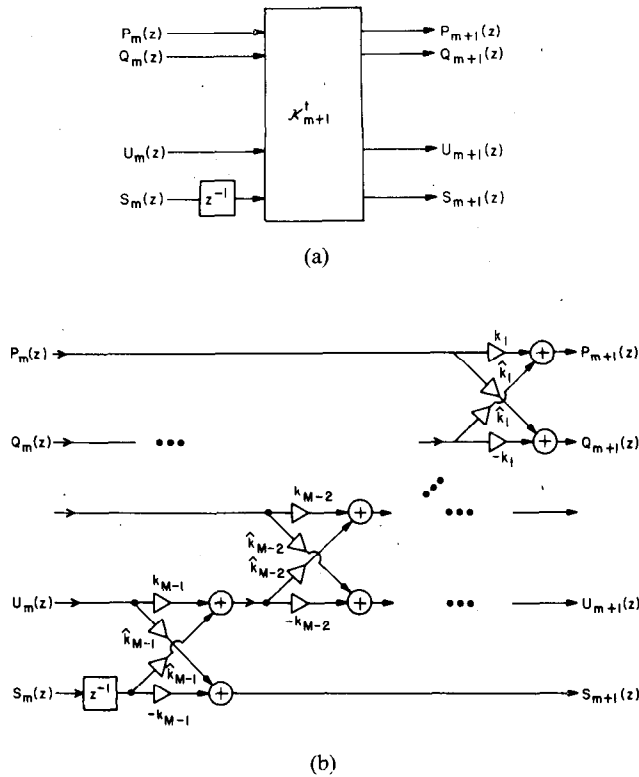 P_m(z) P_{m+1}(z)
Q_m(z) Q_{m+1}(z)
𝒦^t_{m+1}
U_m(z) U_{m+1}(z)
S_m(z) z^{-1} S_{m+1}(z)
(a)
P_m(z) k_1 + P_{m+1}(z)
k̂_1
k̂_1
Q_m(z) ••• -k_1 + Q_{m+1}(z)
•••
k_{M-2} + •••
k̂_{M-2}
k̂_{M-2}
U_m(z) k_{M-1} + -k_{M-2} + ••• U_{m+1}(z)
k̂_{M-1}
k̂_{M-1}
S_m(z) z^{-1} -k_{M-1} + S_{m+1}(z)
(b)